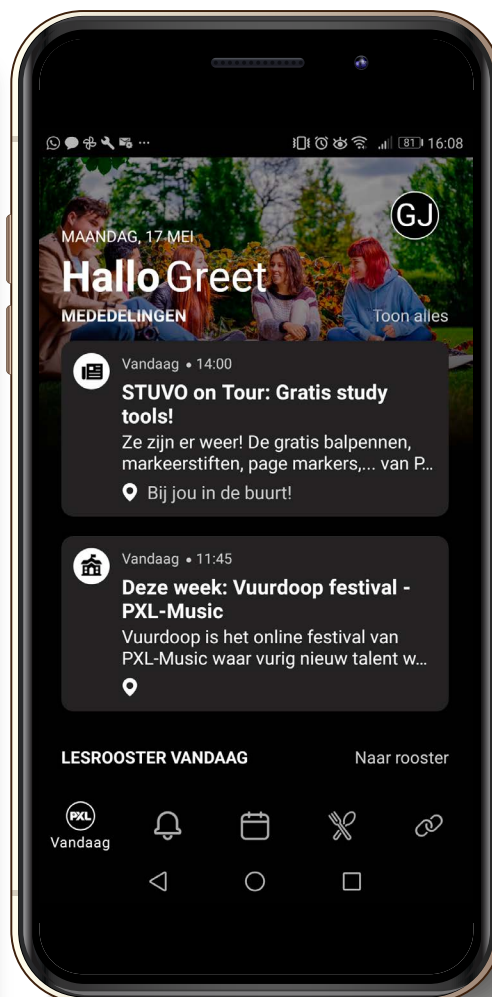 81 16:08
MAANDAG, 17 MEI
GJ
Hallo Greet
MEDEDELINGEN Toon alles
Vandaag • 14:00
STUVO on Tour: Gratis study
tools!
Ze zijn er weer! De gratis balpennen,
markeerstiften, page markers,... van P...
Bij jou in de buurt!
Vandaag • 11:45
Deze week: Vuurdoop festival -
PXL-Music
Vuurdoop is het online festival van
PXL-Music waar vurig nieuw talent w...
LESROOSTER VANDAAG Naar rooster
PXL
Vandaag